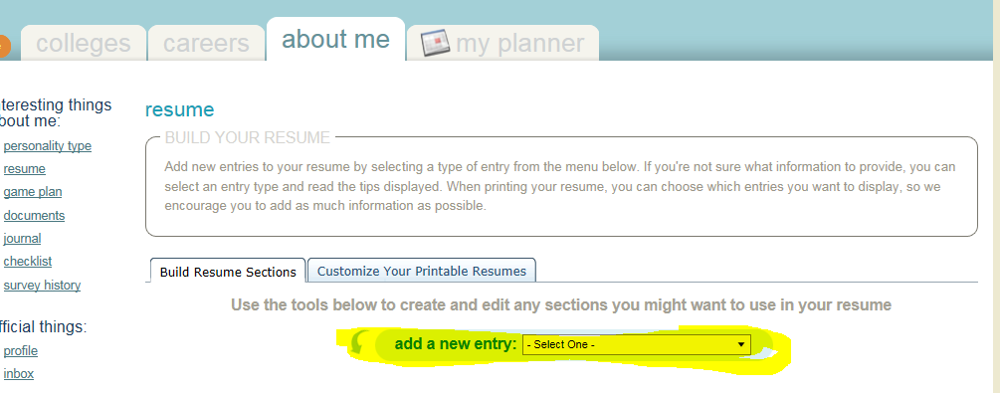 colleges
careers
about me
my planner
nteresting things
bout me:
personality type
resume
game plan
documents
journal
checklist
survey history
fficial things:
profile
inbox
resume
BUILD YOUR RESUME
Add new entries to your resume by selecting a type of entry from the menu below. If you're not sure what information to provide, you can
select an entry type and read the tips displayed. When printing your resume, you can choose which entries you want to display, so we
encourage you to add as much information as possible.
Build Resume Sections
Customize Your Printable Resumes
Use the tools below to create and edit any sections you might want to use in your resume
add a new entry: - Select One -